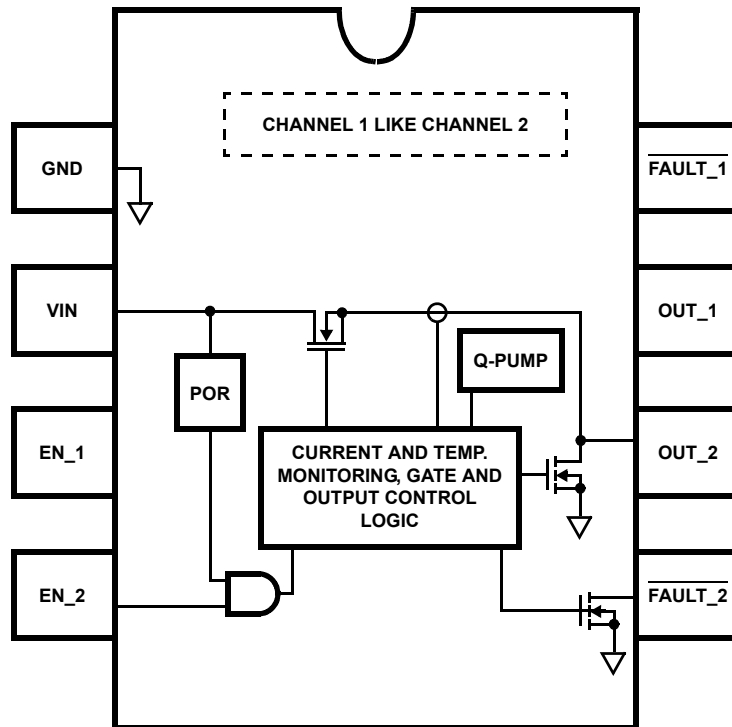 CHANNEL 1 LIKE CHANNEL 2
GND
VIN
EN_1
EN_2
FAULT_1
OUT_1
OUT_2
FAULT_2
POR
Q-PUMP
CURRENT AND TEMP.
MONITORING, GATE AND
OUTPUT CONTROL
LOGIC